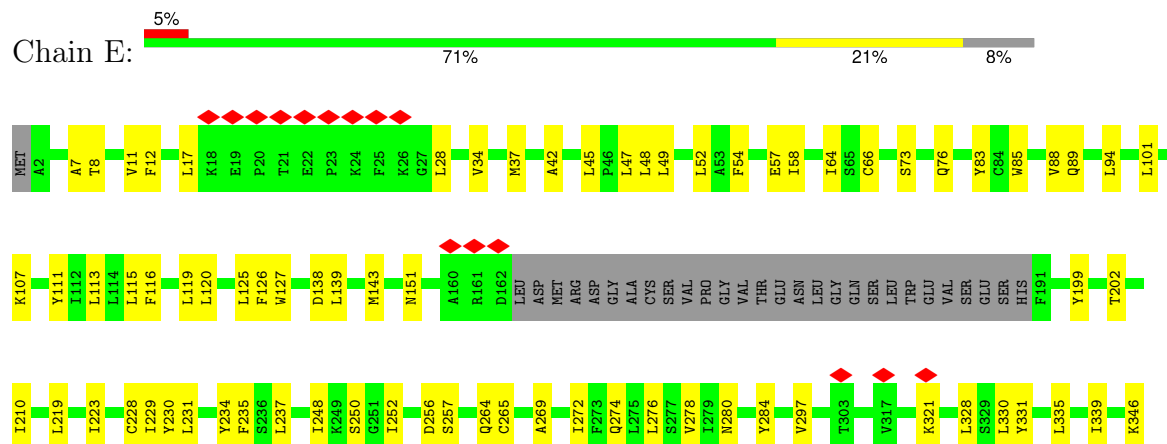 5%
Chain E:
71% 21% 8%
MET A2 A7 T8 V11 F12 L17 K18 E19 P20 T21 E22 P23 K24 F25 K26 G27 L28 V34 M37 A42 L45 P46 L47 L48 L49 L52 A53 F54 E57 I58 I64 S65 C66 S73 Q76 Y83 C84 W85 V88 Q89 L94 L101
K107 Y111 I112 L113 L114 L115 F116 L119 L120 L125 F126 W127 D138 L139 M143 N151 A160 R161 D162 LEU ASP MET ARG ASP GLY ALA CYS SER VAL PRO GLY VAL THR GLU ASN LEU GLY GLN SER LEU TRP GLU VAL SER GLU SER HIS F191 Y199 T202
I210 L219 I223 C228 I229 Y230 L231 Y234 F235 S236 L237 I248 K249 S250 G251 I252 D256 S257 Q264 C265 A269 I272 F273 Q274 L275 L276 S277 V278 I279 N280 Y284 V297 T303 V317 K321 L328 S329 L330 Y331 L335 I339 K346